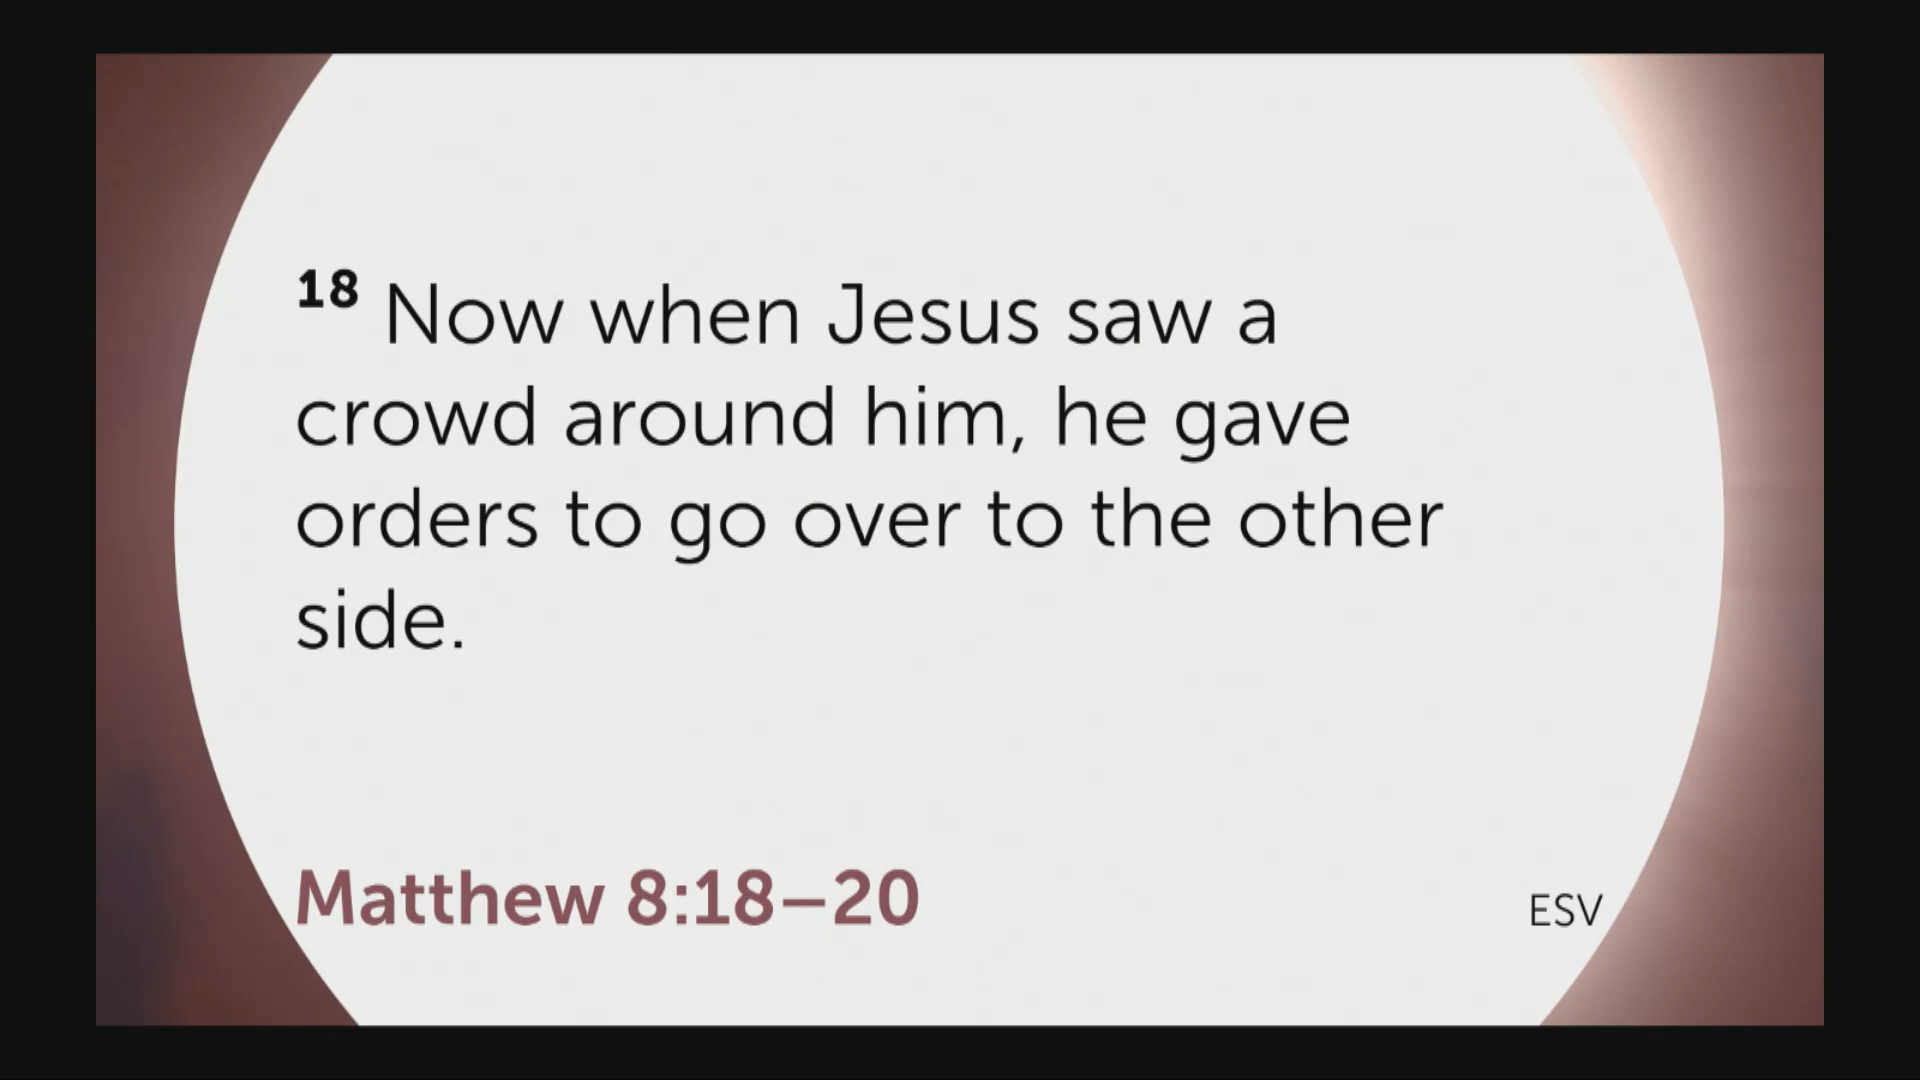 18 Now when Jesus saw a
crowd around him, he gave
orders to go over to the other
side.
Matthew 8:18–20
ESV